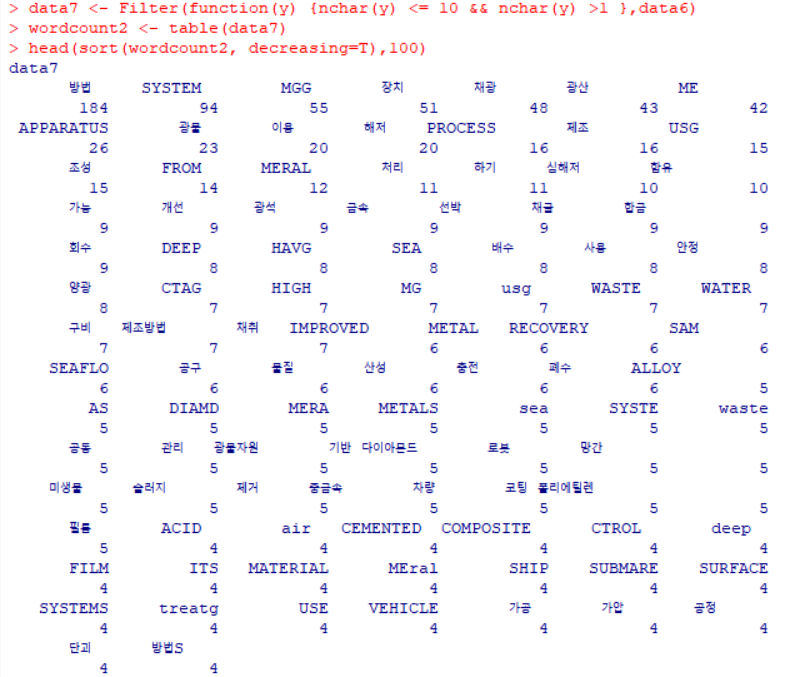 > data7 <- Filter(function(y) {nchar(y) <= 10 && nchar(y) >1 },data6)
> wordcount2 <- table(data7)
> head(sort(wordcount2, decreasing=T),100)
data7
방법 SYSTEM MGG 장치 채광 광산 ME
184 94 55 51 48 43 42
APPARATUS 광물 이용 해저 PROCESS 제조 USG
26 23 20 20 16 16 15
조성 FROM MERAL 처리 하기 심해저 함유
15 14 12 11 11 10 10
가능 개선 광석 금속 선박 채굴 합금
9 9 9 9 9 9 9
회수 DEEP HAVG SEA 배수 사용 안정
9 8 8 8 8 8 8
양광 CTAG HIGH MG usg WASTE WATER
8 7 7 7 7 7 7
구비 제조방법 채취 IMPROVED METAL RECOVERY SAM
7 7 7 6 6 6 6
SEAFLO 공구 물질 산성 충전 폐수 ALLOY
6 6 6 6 6 6 5
AS DIAMD MERA METALS sea SYSTE waste
5 5 5 5 5 5 5
공동 관리 광물자원 기반 다이아몬드 로봇 망간
5 5 5 5 5 5 5
미생물 슬러지 제거 중금속 차량 코팅 폴리에틸렌
5 5 5 5 5 5 5
필름 ACID air CEMENTED COMPOSITE CTROL deep
5 4 4 4 4 4 4
FILM ITS MATERIAL MEral SHIP SUBMARE SURFACE
4 4 4 4 4 4 4
SYSTEMS treatg USE VEHICLE 가공 가압 공정
4 4 4 4 4 4 4
단괴 방법S
4 4